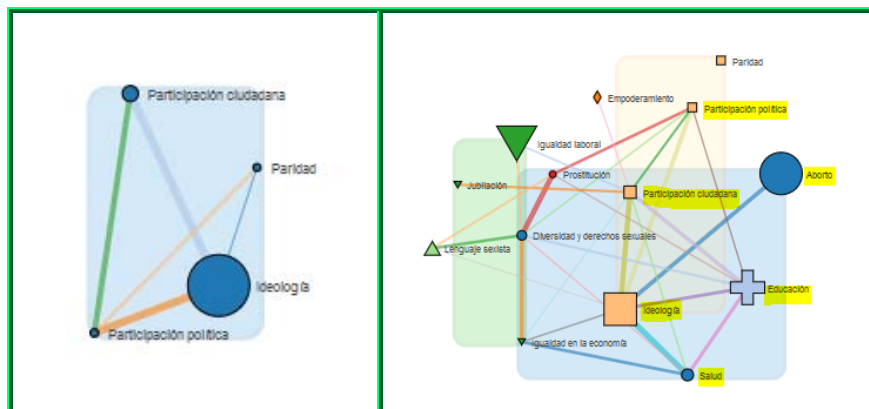 Participación ciudadana
Paridad
Ideología
Participación política
Paridad
Empoderamiento
Participación política
Igualdad laboral
Prostitución
Aborto
Jubilación
Participación ciudadana
Diversidad y derechos sexuales
Lenguaje sexista
Educación
Ideología
Igualdad en la economía
Salud